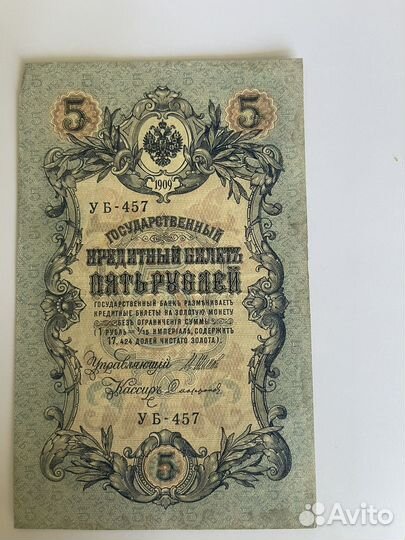 5 5
1909
УБ-457
ГОСУДАРСТВЕННЫЙ
КРЕДИТНЫЙ БИЛЕТЪ
ПЯТЬ РУБЛЕЙ
ГОСУДАРСТВЕННЫЙ БАНКЪ РАЗМѢНИВАЕТЪ
КРЕДИТНЫЕ БИЛЕТЫ НА ЗОЛОТУЮ МОНЕТУ
БЕЗЪ ОГРАНИЧЕНІЯ СУММЫ
(1 РУБЛЬ = 1/15 ИМПЕРІАЛА, СОДЕРЖИТЪ
17,424 ДОЛЕЙ ЧИСТАГО ЗОЛОТА).
Управляющій
Кассиръ
УБ-457
5
Avito